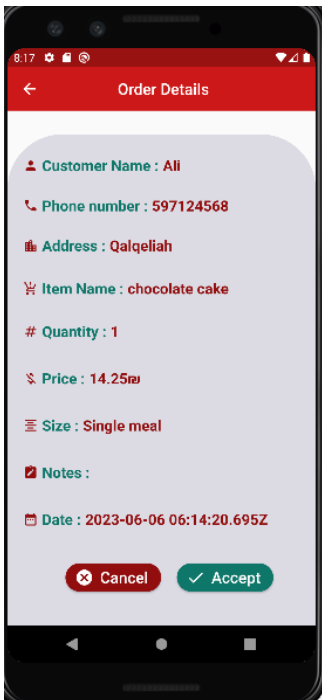 8:17
Order Details
Customer Name : Ali
Phone number : 597124568
Address : Qalqeliah
Item Name : chocolate cake
# Quantity : 1
Price : 14.25₪
Size : Single meal
Notes :
Date : 2023-06-06 06:14:20.695Z
Cancel
Accept